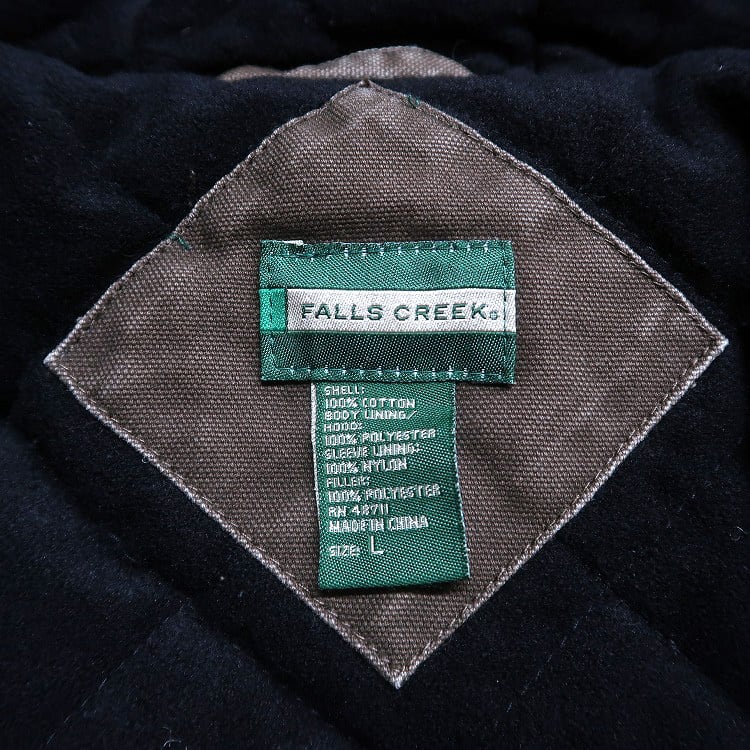 FALLS CREEK®
SHELL:
100% COTTON
BODY LINING/
HOOD:
100% POLYESTER
SLEEVE LINING:
100% NYLON
FILLER:
100% POLYESTER
RN 48711
MADE IN CHINA
SIZE: L